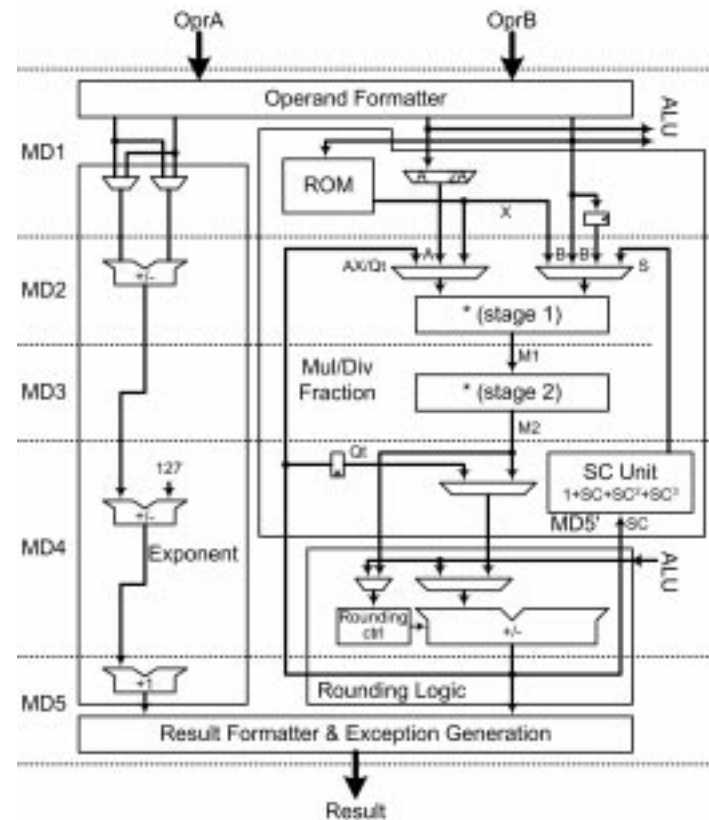 OprA
OprB
Operand Formatter
ALU
MD1
ROM
A
2A
X
A
B
B
AX/Qt
S
+/-
MD2
* (stage 1)
M1
Mul/Div
Fraction
MD3
* (stage 2)
M2
Qt
127
SC Unit
1+SC+SC²+SC³
+/-
MD5'
SC
MD4
Exponent
ALU
Rounding
ctrl
+/-
+1
Rounding Logic
MD5
Result Formatter & Exception Generation
Result